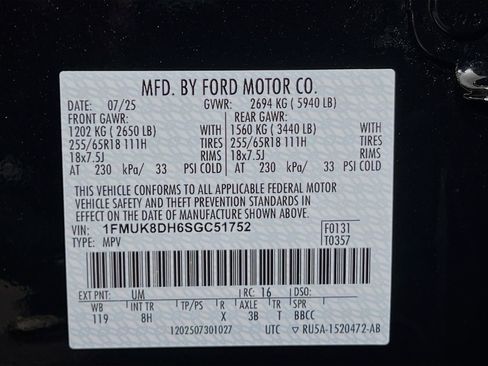 MFD. BY FORD MOTOR CO.
DATE: 07/25 GVWR: 2694 KG ( 5940 LB)
FRONT GAWR: REAR GAWR:
1202 KG ( 2650 LB) WITH 1560 KG ( 3440 LB) WITH
255/65R18 111H TIRES 255/65R18 111H TIRES
18x7.5J RIMS 18x7.5J RIMS
AT 230 kPa/ 33 PSI COLD AT 230 kPa/ 33 PSI COLD
THIS VEHICLE CONFORMS TO ALL APPLICABLE FEDERAL MOTOR
VEHICLE SAFETY AND THEFT PREVENTION STANDARDS IN
EFFECT ON THE DATE OF MANUFACTURE SHOWN ABOVE.
VIN: 1FMUK8DH6SGC51752 F0131
TYPE: MPV T0357
EXT PNT: UM RC: 16 DSO:
WB INT TR TP/PS R AXLE TR SPR
119 8H X 3B T BBCC
1202507301027 UTC RU5A-1520472-AB